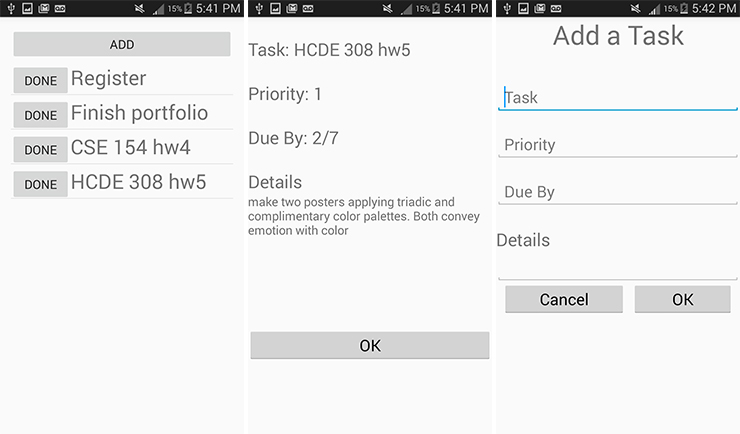 15% 5:41 PM
ADD
DONE Register
DONE Finish portfolio
DONE CSE 154 hw4
DONE HCDE 308 hw5
15% 5:41 PM
Task: HCDE 308 hw5
Priority: 1
Due By: 2/7
Details
make two posters applying triadic and
complimentary color palettes. Both convey
emotion with color
OK
15% 5:42 PM
Add a Task
Task
Priority
Due By
Details
Cancel OK